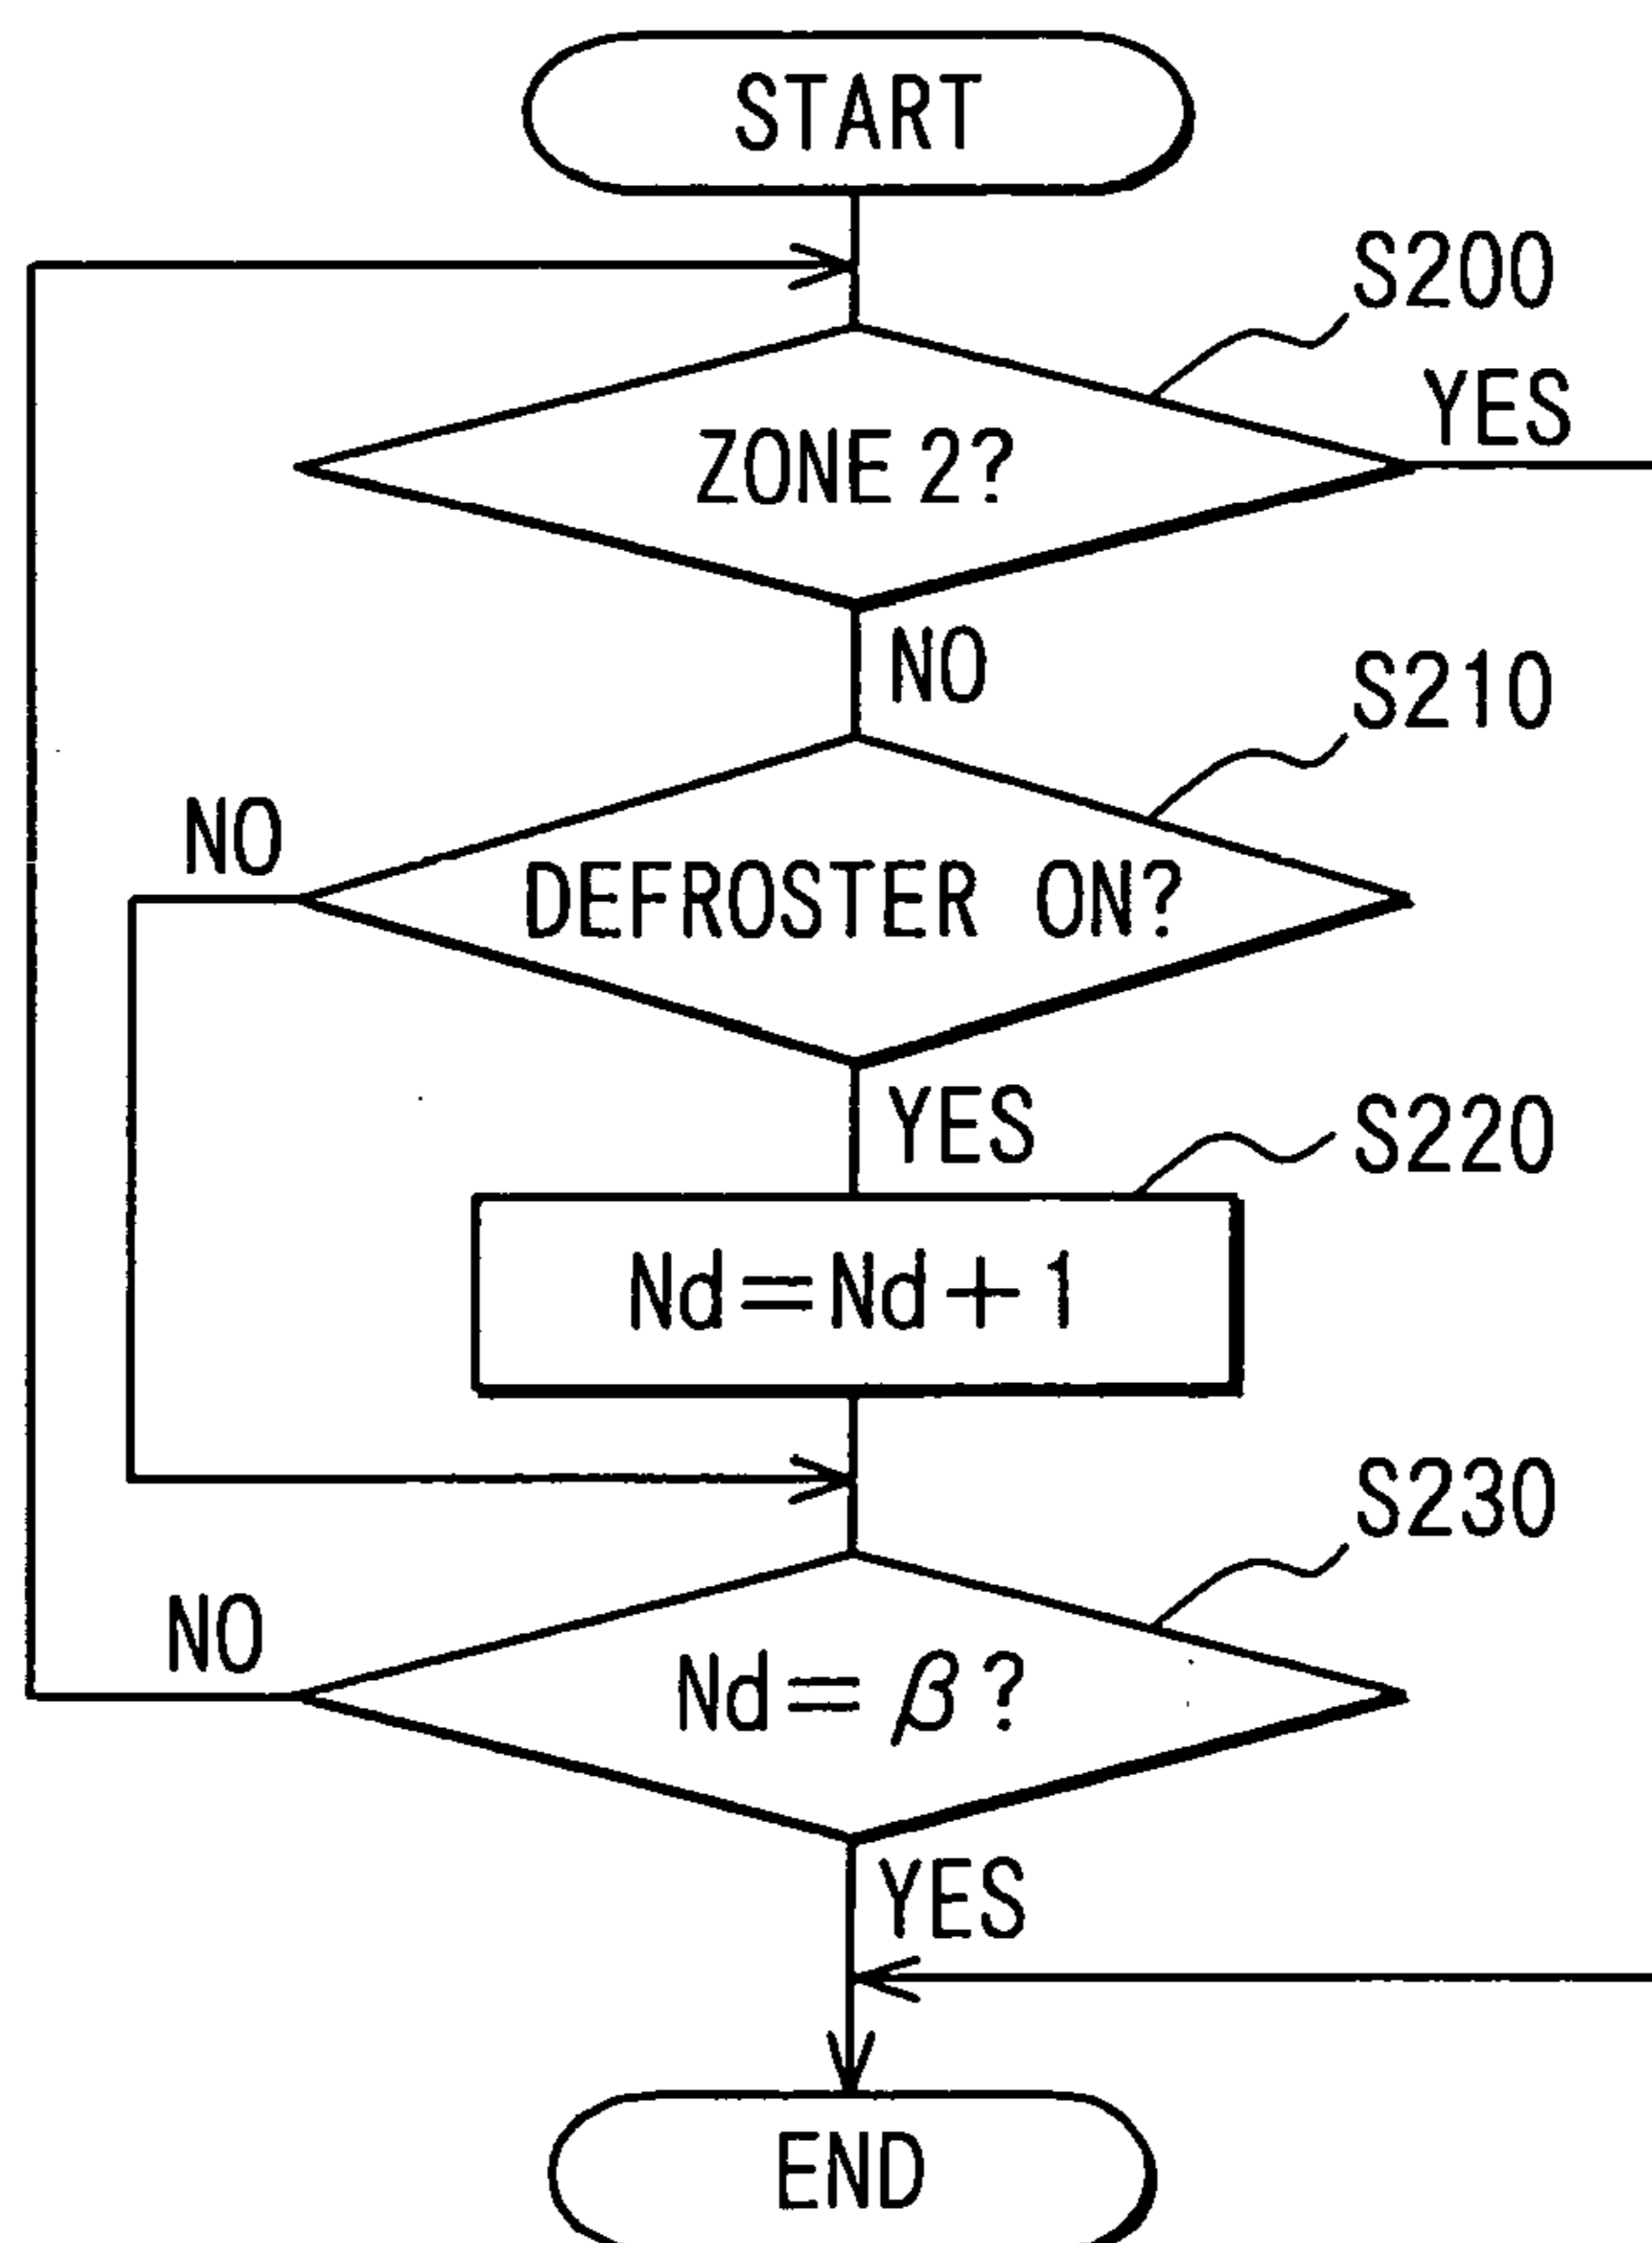 START
S200
YES
ZONE 2?
NO
S210
NO
DEFROSTER ON?
YES
S220
Nd=Nd+1
S230
NO
Nd=β?
YES
END